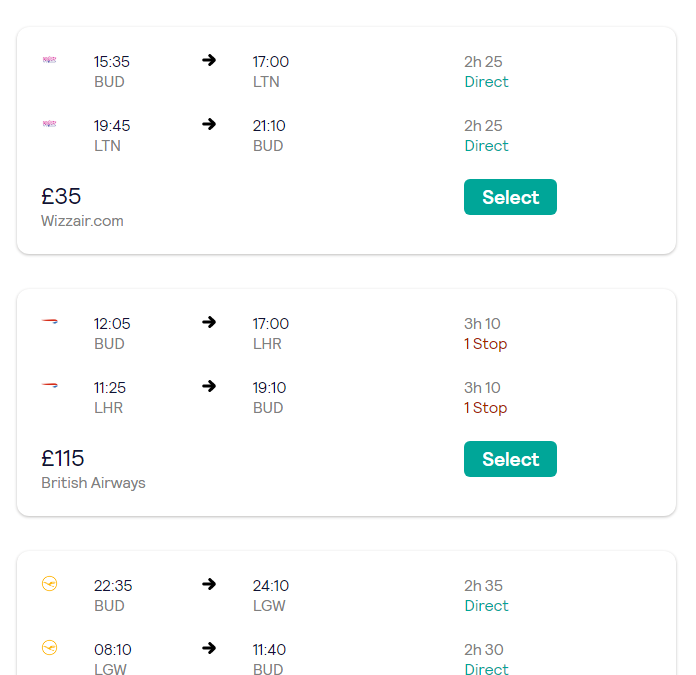 15:35 17:00 2h 25
BUD LTN Direct
19:45 21:10 2h 25
LTN BUD Direct
£35 Select
Wizzair.com
12:05 17:00 3h 10
BUD LHR 1 Stop
11:25 19:10 3h 10
LHR BUD 1 Stop
£115 Select
British Airways
22:35 24:10 2h 35
BUD LGW Direct
08:10 11:40 2h 30
LGW BUD Direct